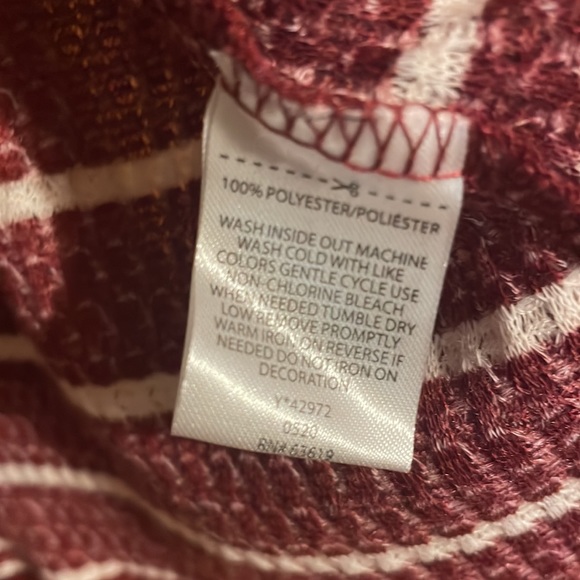 100% POLYESTER/POLIÉSTER
WASH INSIDE OUT MACHINE
WASH COLD WITH LIKE
COLORS GENTLE CYCLE USE
NON-CHLORINE BLEACH
WHEN NEEDED TUMBLE DRY
LOW REMOVE PROMPTLY
WARM IRON ON REVERSE IF
NEEDED DO NOT IRON ON
DECORATION
Y*42972
0520
RN# 63619